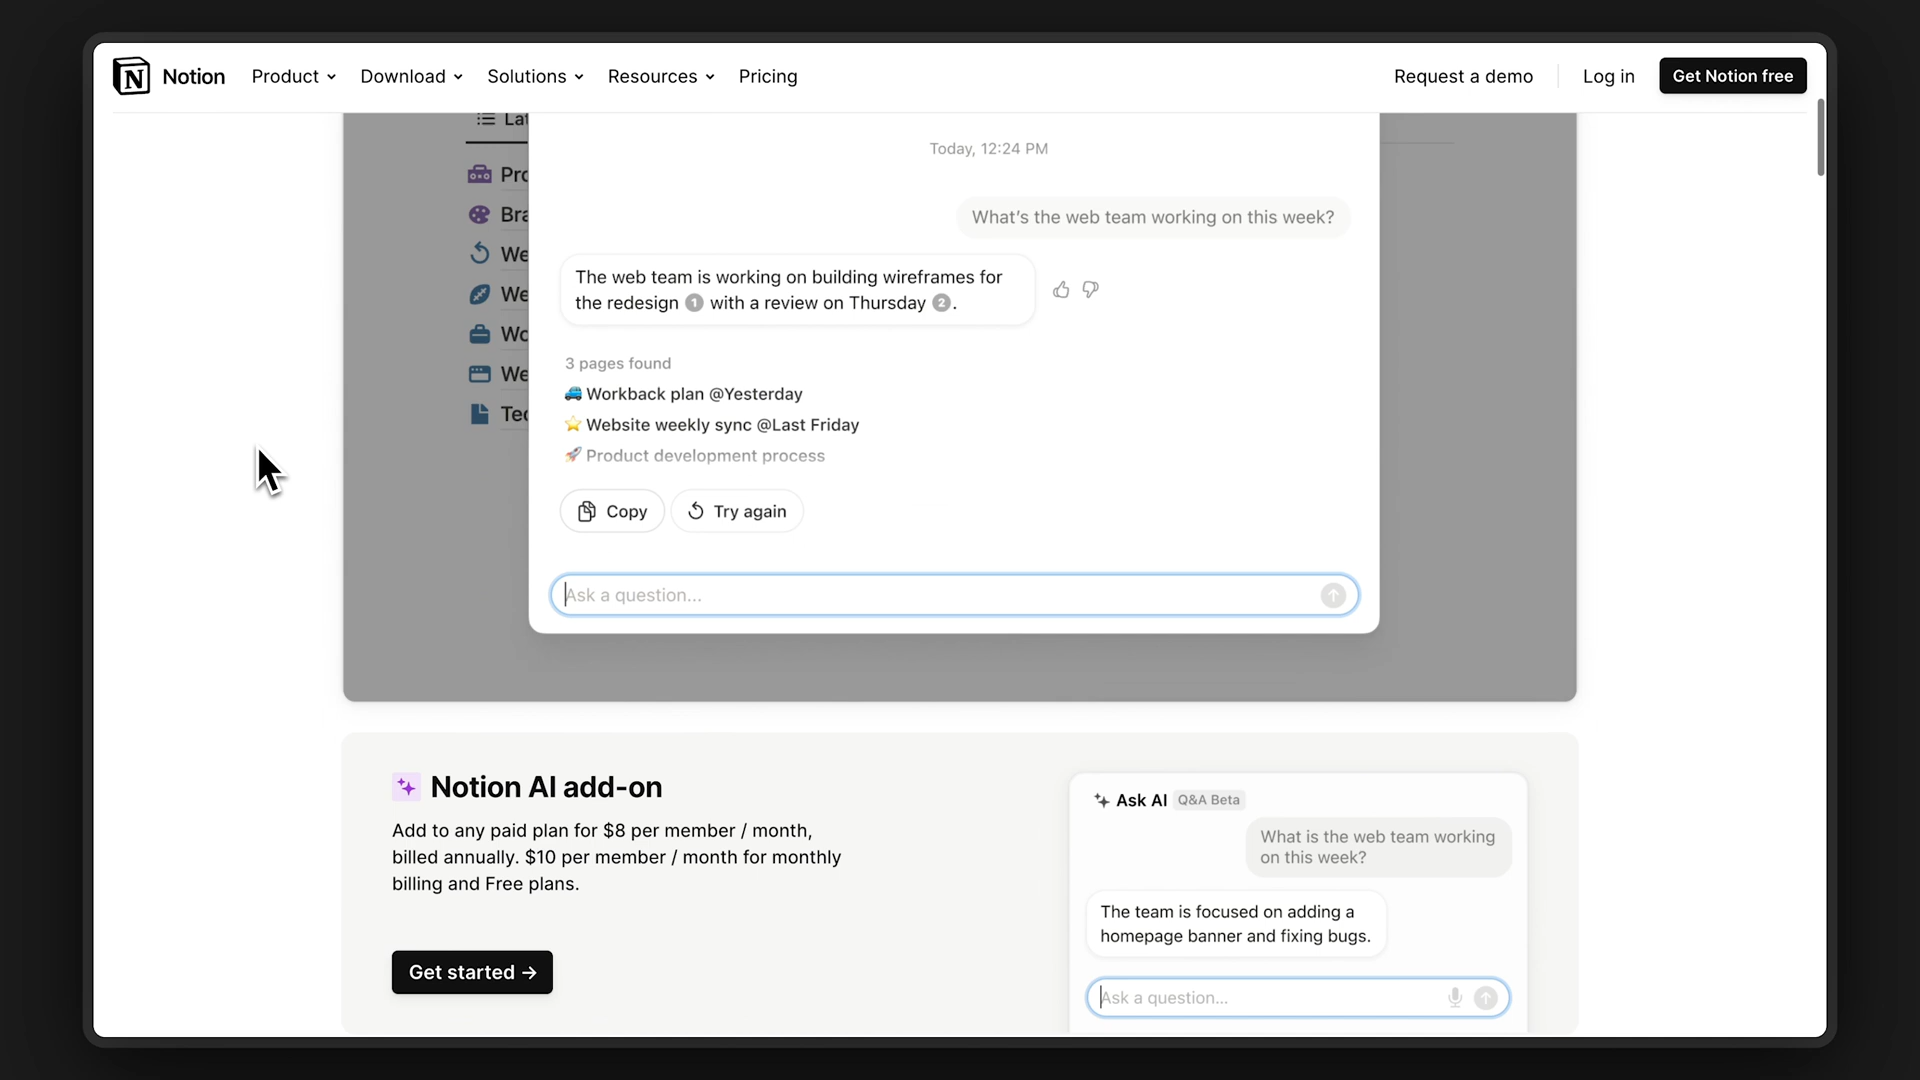 Notion Product Download Solutions Resources Pricing Request a demo Log in Get Notion free
Today, 12:24 PM
What's the web team working on this week?
The web team is working on building wireframes for
the redesign 1 with a review on Thursday 2.
3 pages found
Workback plan @Yesterday
Website weekly sync @Last Friday
Product development process
Copy Try again
Ask a question...
Notion AI add-on
Add to any paid plan for $8 per member / month,
billed annually. $10 per member / month for monthly
billing and Free plans.
Get started →
Ask AI Q&A Beta
What is the web team working
on this week?
The team is focused on adding a
homepage banner and fixing bugs.
Ask a question...